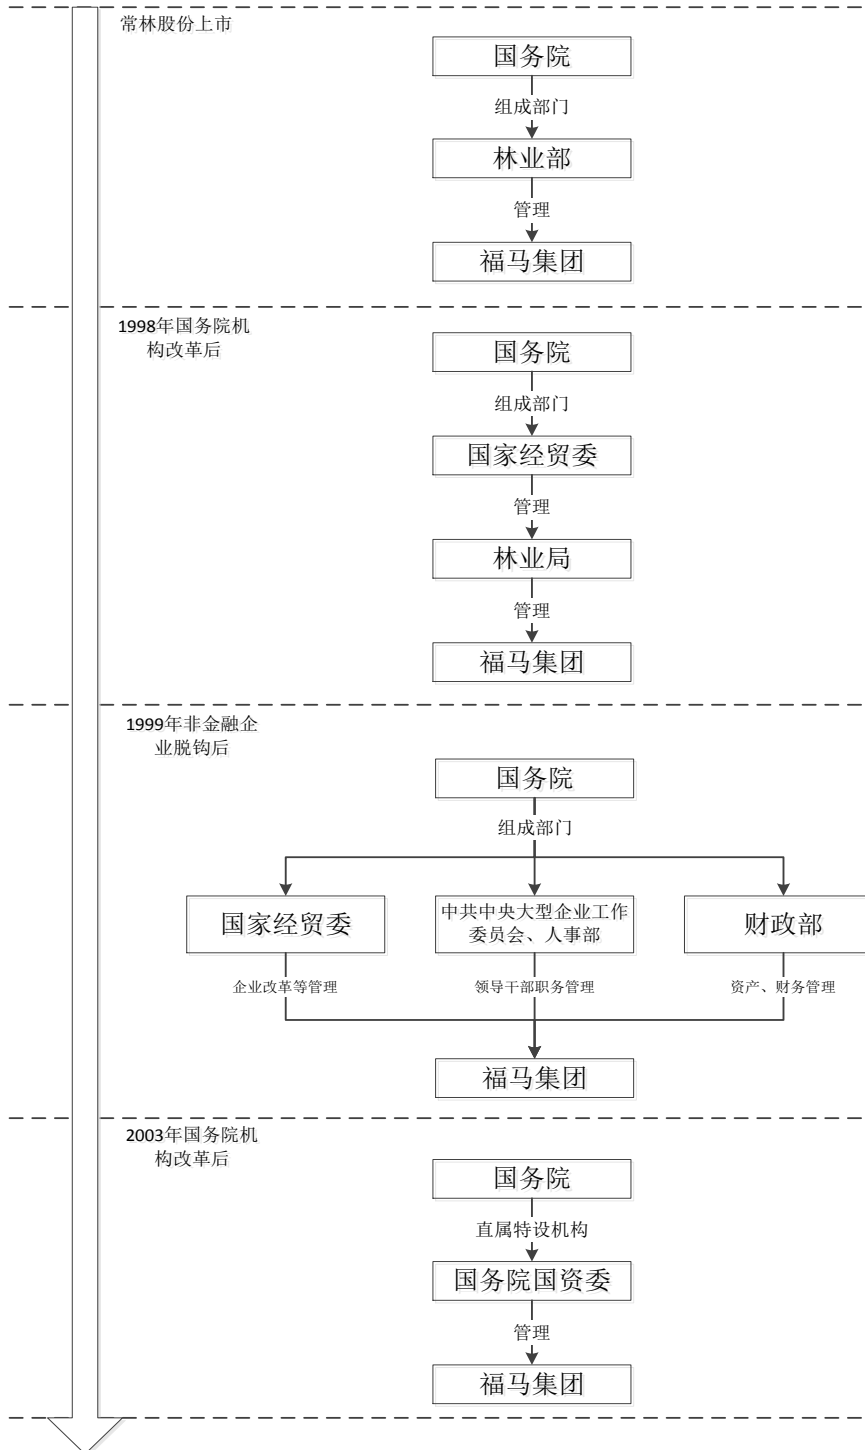 常林股份上市
国务院
组成部门
林业部
管理
福马集团
1998年国务院机
构改革后
国务院
组成部门
国家经贸委
管理
林业局
管理
福马集团
1999年非金融企
业脱钩后
国务院
组成部门
国家经贸委
中共中央大型企业工作
委员会、人事部
财政部
企业改革等管理
领导干部职务管理
资产、财务管理
福马集团
2003年国务院机
构改革后
国务院
直属特设机构
国务院国资委
管理
福马集团